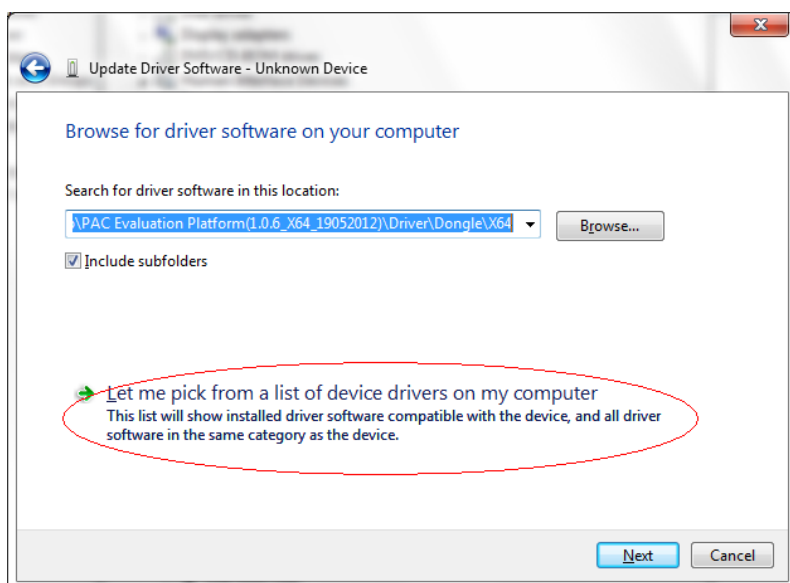 Display adapters
Update Driver Software - Unknown Device
Browse for driver software on your computer
Search for driver software in this location:
\PAC Evaluation Platform(1.0.6_X64_19052012)\Driver\Dongle\X64
Browse...
Include subfolders
Let me pick from a list of device drivers on my computer
This list will show installed driver software compatible with the device, and all driver
software in the same category as the device.
Next
Cancel